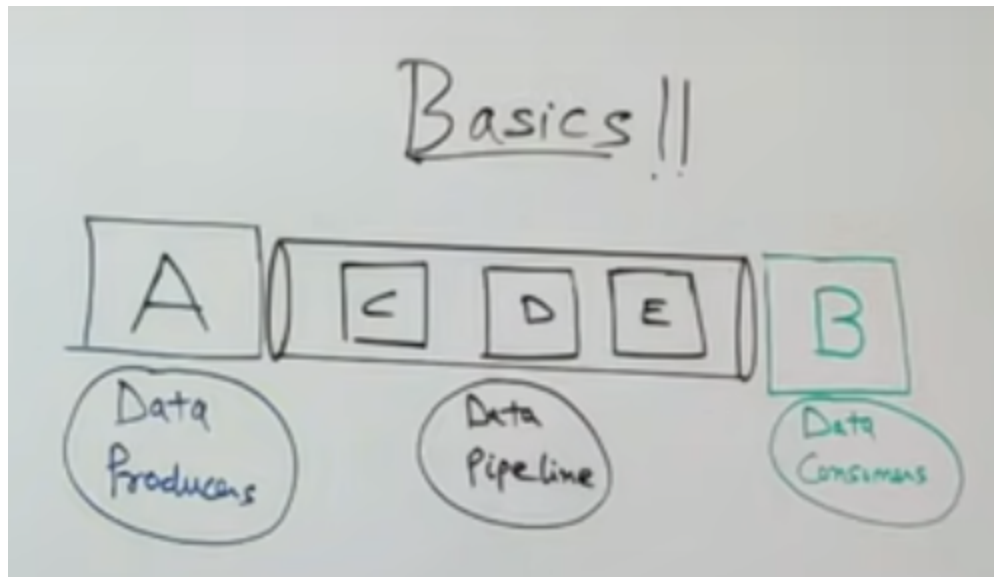 Basics!!
A
C
D
E
B
Data
Producers
Data
Pipeline
Data
Consumers